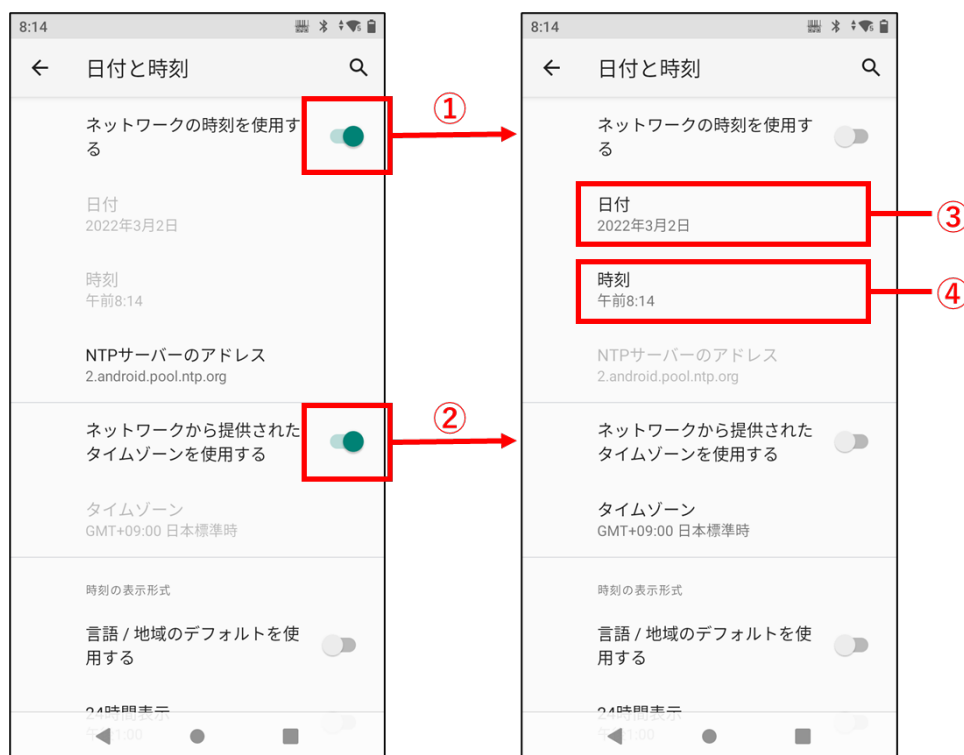 8:14
日付と時刻
ネットワークの時刻を使用す
る
日付
2022年3月2日
時刻
午前8:14
NTPサーバーのアドレス
2.android.pool.ntp.org
ネットワークから提供された
タイムゾーンを使用する
タイムゾーン
GMT+09:00 日本標準時
時刻の表示形式
言語 / 地域のデフォルトを使
用する
24時間表示
①
②
8:14
日付と時刻
ネットワークの時刻を使用す
る
日付
2022年3月2日
時刻
午前8:14
NTPサーバーのアドレス
2.android.pool.ntp.org
ネットワークから提供された
タイムゾーンを使用する
タイムゾーン
GMT+09:00 日本標準時
時刻の表示形式
言語 / 地域のデフォルトを使
用する
24時間表示
③
④